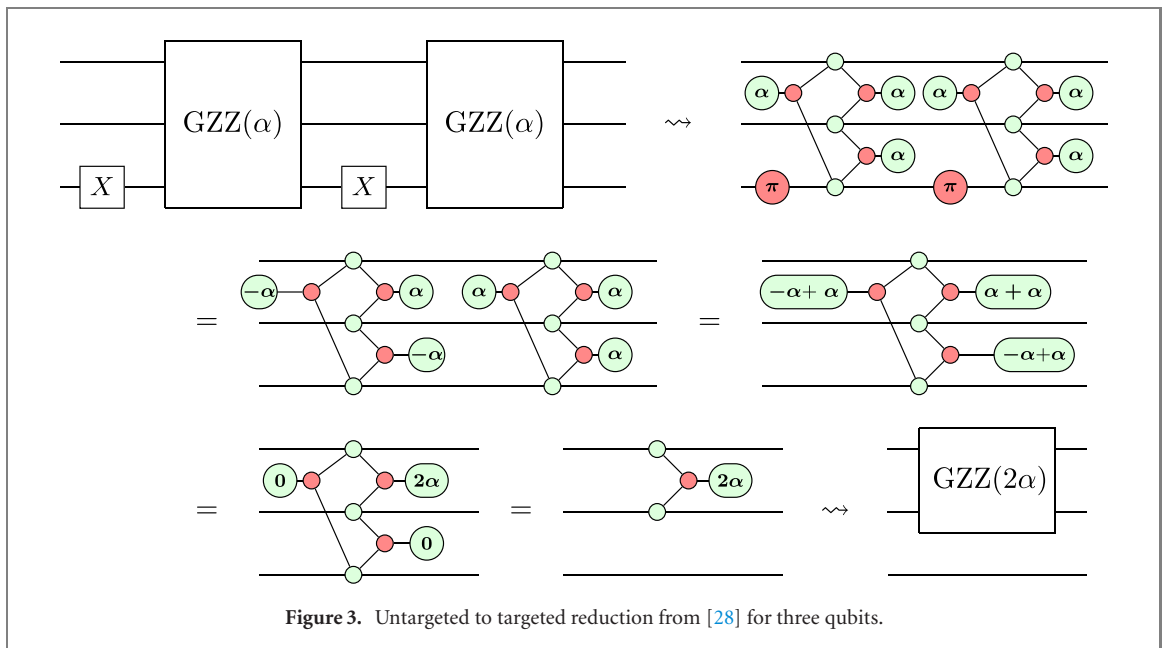 GZZ(α) GZZ(α) ⇝ α α α α
α α
X X π π
−α α α α −α+ α α + α
= =
−α α −α+α
0 2α 2α GZZ(2α)
= = ⇝
0
Figure 3. Untargeted to targeted reduction from [28] for three qubits.